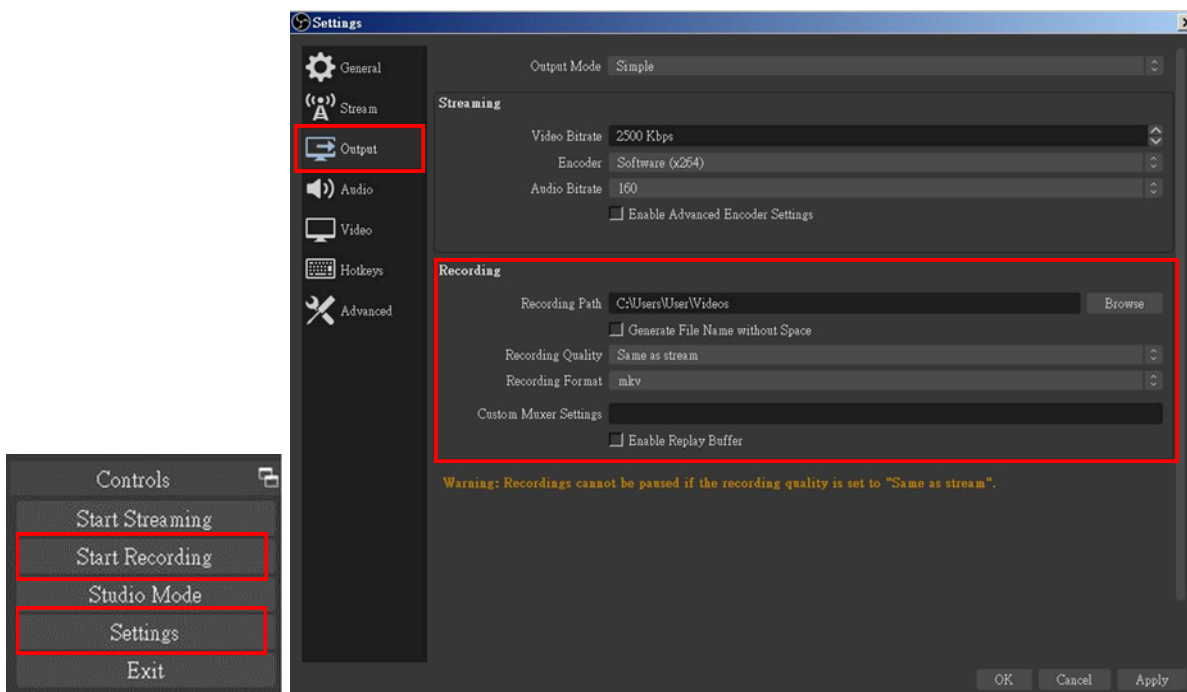 Settings
General
Stream
Output
Audio
Video
Hotkeys
Advanced
Output Mode Simple
Streaming
Video Bitrate 2500 Kbps
Encoder Software (x264)
Audio Bitrate 160
Enable Advanced Encoder Settings
Recording
Recording Path C:\Users\User\Videos Browse
Generate File Name without Space
Recording Quality Same as stream
Recording Format mkv
Custom Muxer Settings
Enable Replay Buffer
Warning: Recordings cannot be paused if the recording quality is set to "Same as stream".
OK Cancel Apply
Controls
Start Streaming
Start Recording
Studio Mode
Settings
Exit